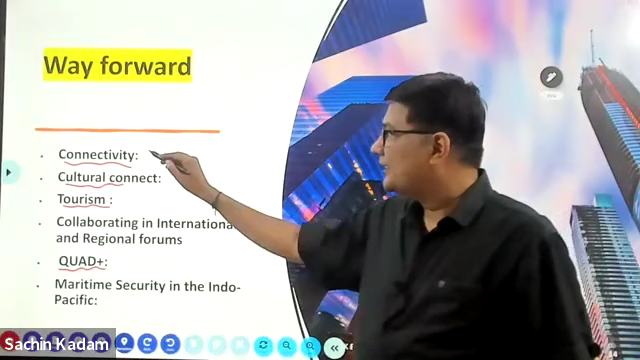 Way forward
Connectivity:
Cultural connect:
Tourism :
Collaborating in Internationa
and Regional forums
QUAD+:
Maritime Security in the Indo-
Pacific:
Sachin Kadam